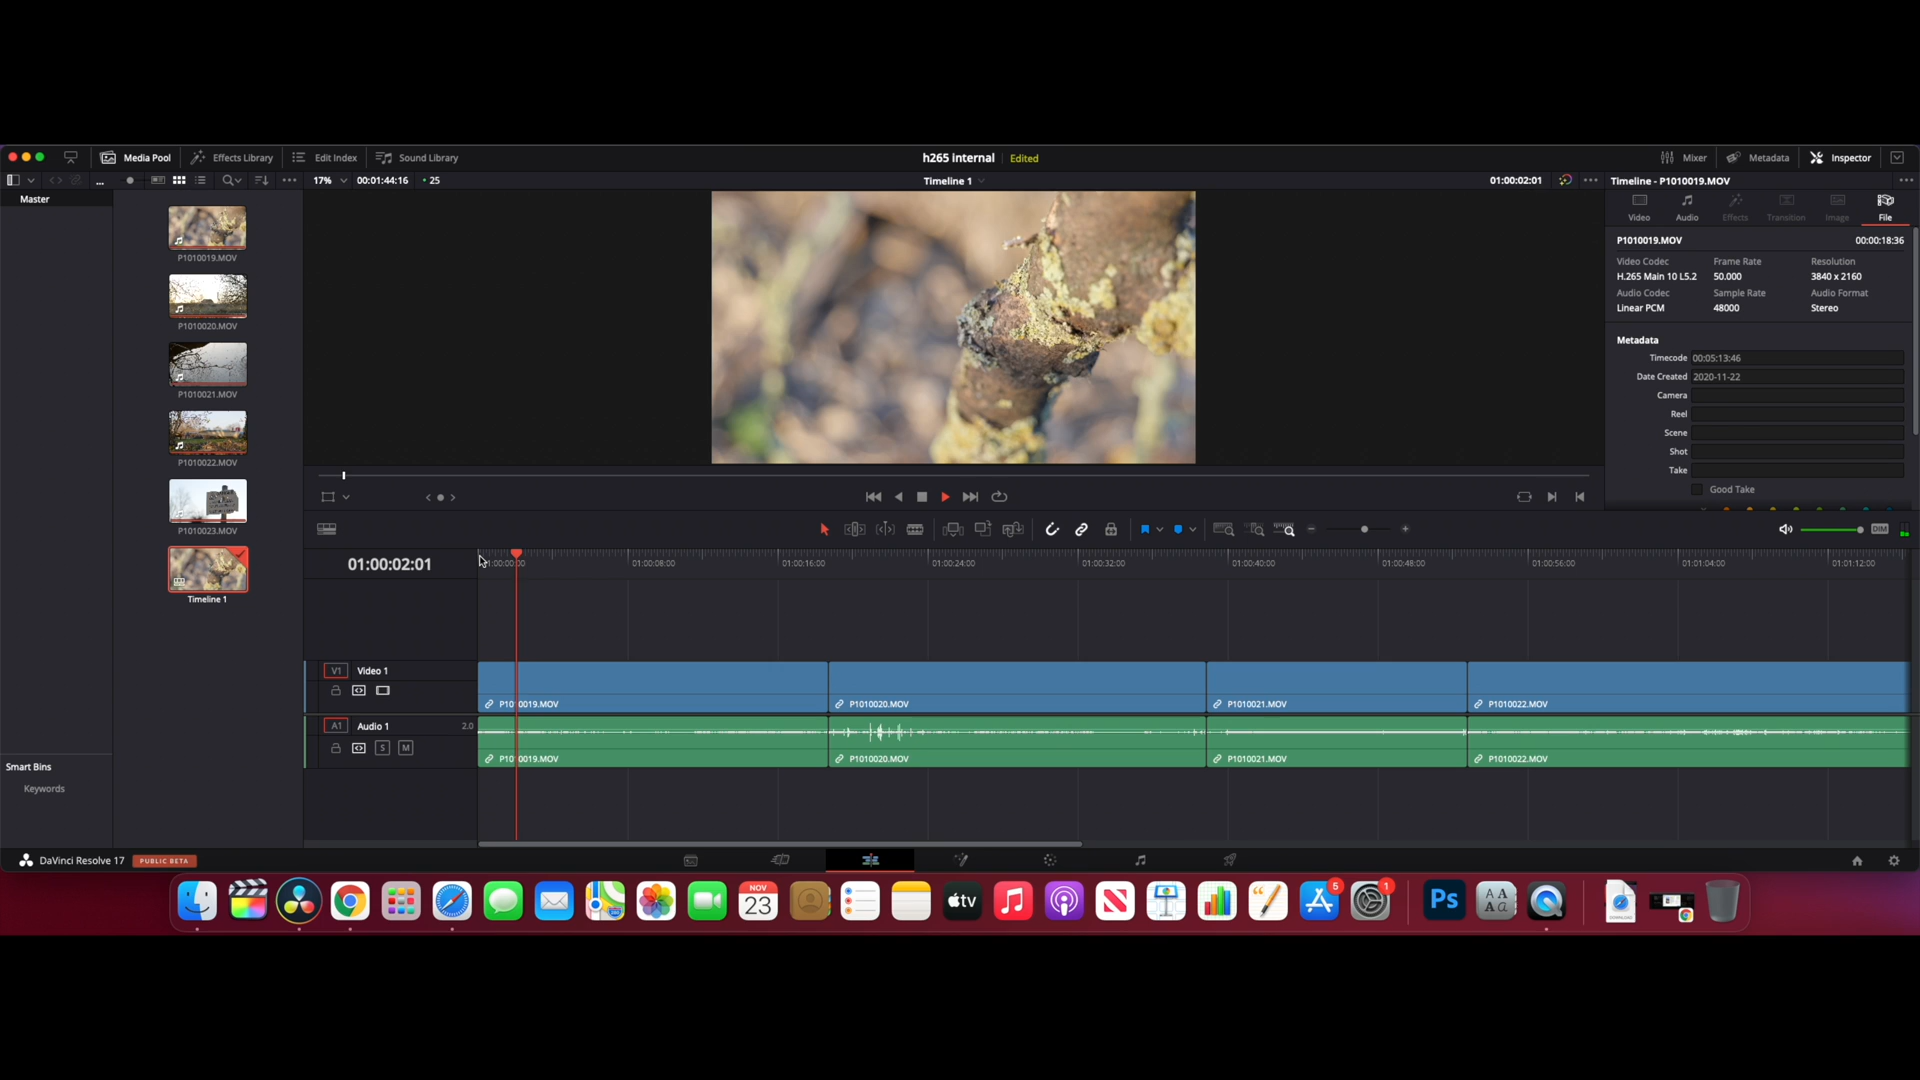 Media Pool
Effects Library
Edit Index
Sound Library
h265 internal
Edited
Mixer
Metadata
Inspector
17%
00:01:44:16
25
Timeline 1
01:00:02:01
Timeline - P1010019.MOV
Master
Video
Audio
Effects
Transition
Image
File
P1010019.MOV
00:00:18:36
Video Codec
Frame Rate
Resolution
H.265 Main 10 L5.2
50.000
3840 x 2160
Audio Codec
Sample Rate
Audio Format
Linear PCM
48000
Stereo
Metadata
Timecode 00:05:13:46
Date Created 2020-11-22
Camera
Reel
Scene
Shot
Take
Good Take
P1010019.MOV
P1010020.MOV
P1010021.MOV
P1010022.MOV
P1010023.MOV
Timeline 1
DIM
01:00:02:01
01:00:08:00
01:00:16:00
01:00:24:00
01:00:32:00
01:00:40:00
01:00:48:00
01:00:56:00
01:01:04:00
01:01:12:00
V1 Video 1
P1010020.MOV
P1010021.MOV
P1010022.MOV
A1 Audio 1 2.0
S M
P1010020.MOV
P1010021.MOV
P1010022.MOV
Smart Bins
Keywords
DaVinci Resolve 17
PUBLIC BETA
NOV
23
tv
5
1
Ps
AA
AA
DOWNLOAD